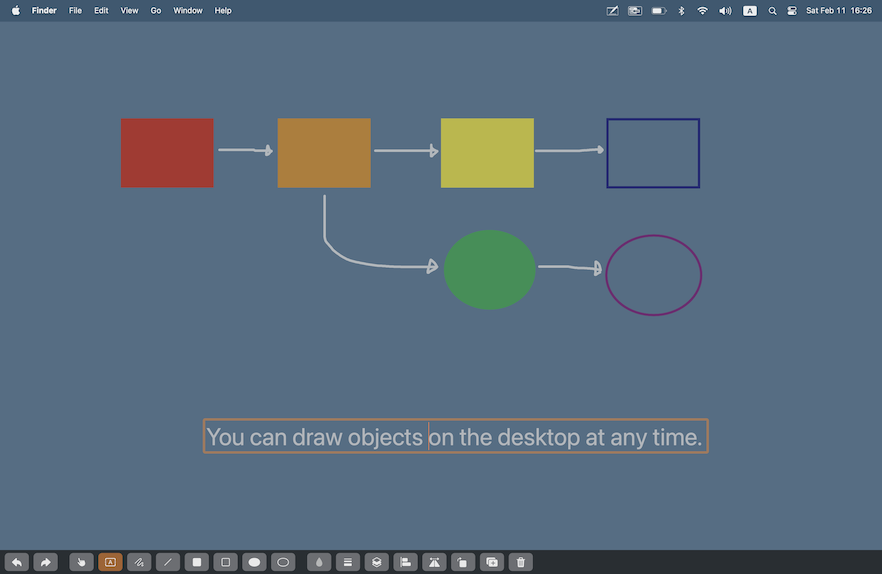 Finder File Edit View Go Window Help A Sat Feb 11 16:26
You can draw objects on the desktop at any time.
A